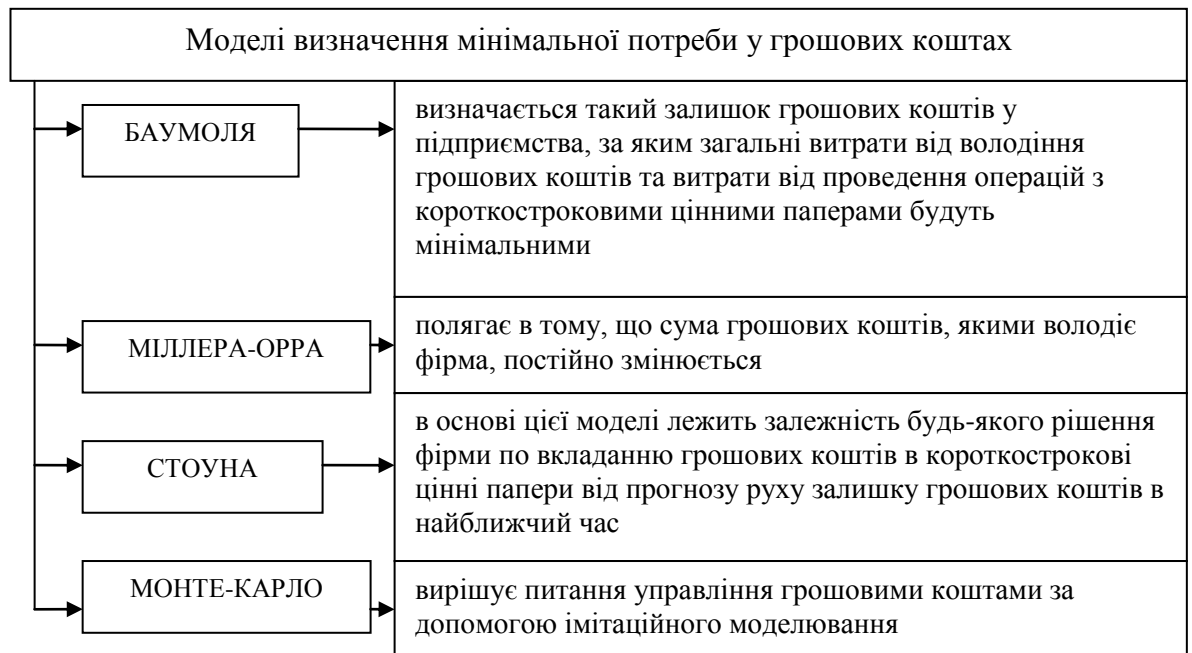 Моделі визначення мінімальної потреби у грошових коштах
БАУМОЛЯ
визначається такий залишок грошових коштів у
підприємства, за яким загальні витрати від володіння
грошових коштів та витрати від проведення операцій з
короткостроковими цінними паперами будуть
мінімальними
МІЛЛЕРА-ОРРА
полягає в тому, що сума грошових коштів, якими володіє
фірма, постійно змінюється
СТОУНА
в основі цієї моделі лежить залежність будь-якого рішення
фірми по вкладанню грошових коштів в короткострокові
цінні папери від прогнозу руху залишку грошових коштів в
найближчий час
МОНТЕ-КАРЛО
вирішує питання управління грошовими коштами за
допомогою імітаційного моделювання